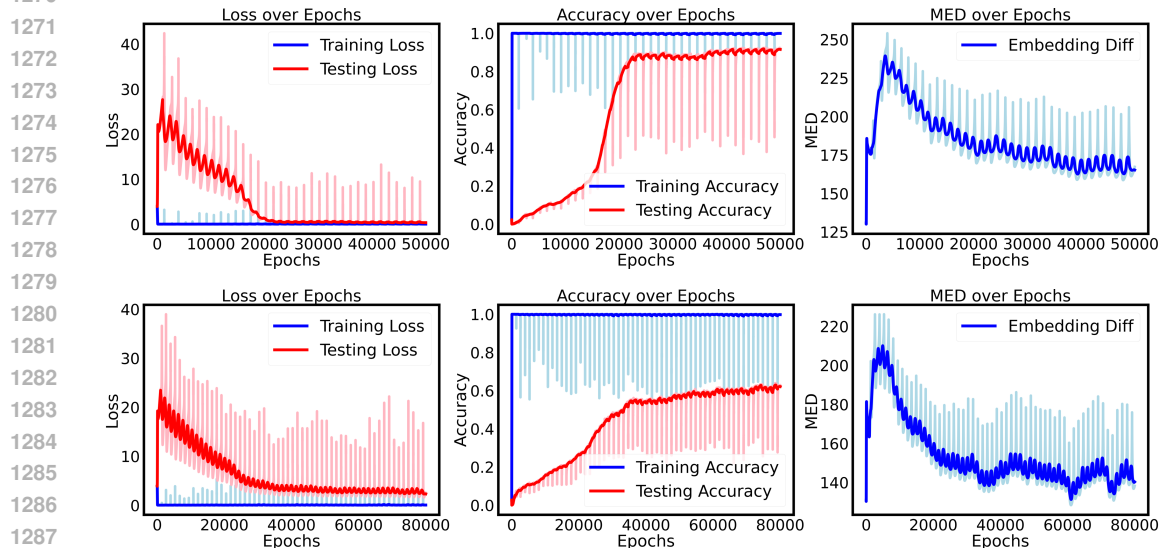 1270
1271
1272
1273
1274
1275
1276
1277
1278
1279
1280
1281
1282
1283
1284
1285
1286
1287
Loss over Epochs
Loss
40
30
20
10
0
Training Loss
Testing Loss
0 10000 20000 30000 40000 50000
Epochs
Accuracy over Epochs
Accuracy
1.0
0.8
0.6
0.4
0.2
0.0
Training Accuracy
Testing Accuracy
0 10000 20000 30000 40000 50000
Epochs
MED over Epochs
MED
250
225
200
175
150
125
Embedding Diff
0 10000 20000 30000 40000 50000
Epochs
Loss over Epochs
Loss
40
30
20
10
0
Training Loss
Testing Loss
0 20000 40000 60000 80000
Epochs
Accuracy over Epochs
Accuracy
1.0
0.8
0.6
0.4
0.2
0.0
Training Accuracy
Testing Accuracy
0 20000 40000 60000 80000
Epochs
MED over Epochs
MED
220
200
180
160
140
Embedding Diff
0 20000 40000 60000 80000
Epochs